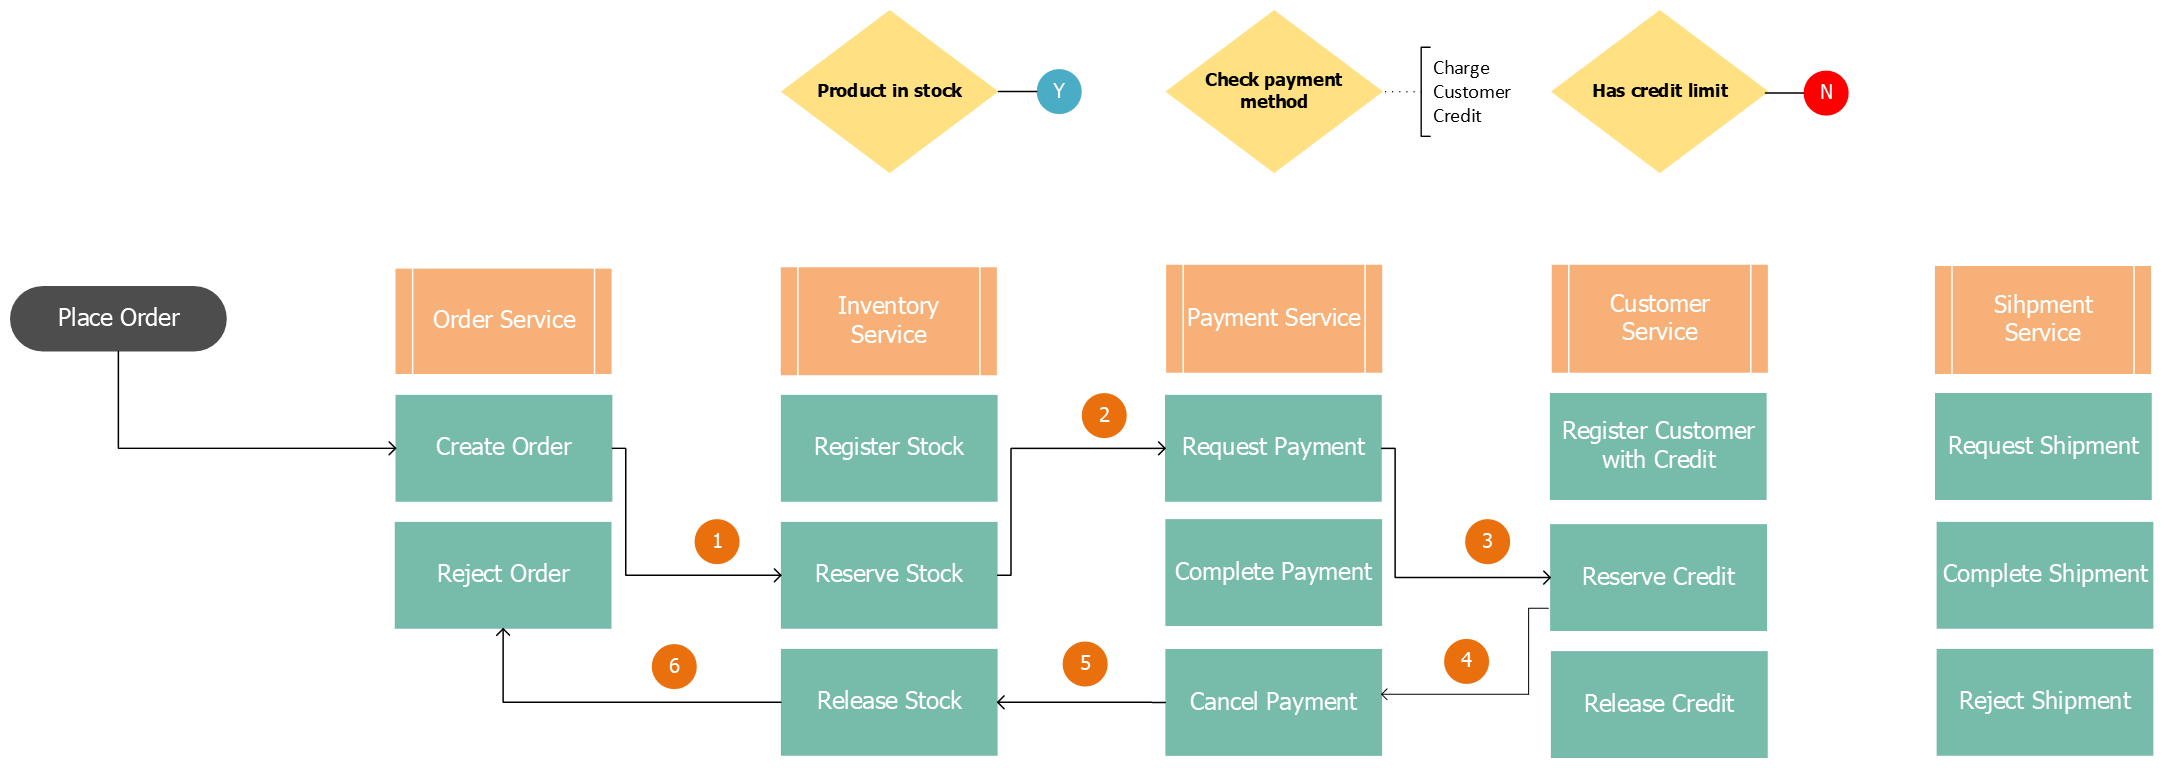 Product in stock
Y
Check payment
method
Charge
Customer
Credit
Has credit limit
N
Place Order
Order Service
Inventory
Service
Payment Service
Customer
Service
Sihpment
Service
Create Order
Register Stock
2
Request Payment
Register Customer
with Credit
Request Shipment
Reject Order
1
Reserve Stock
Complete Payment
3
Reserve Credit
Complete Shipment
6
Release Stock
5
Cancel Payment
4
Release Credit
Reject Shipment